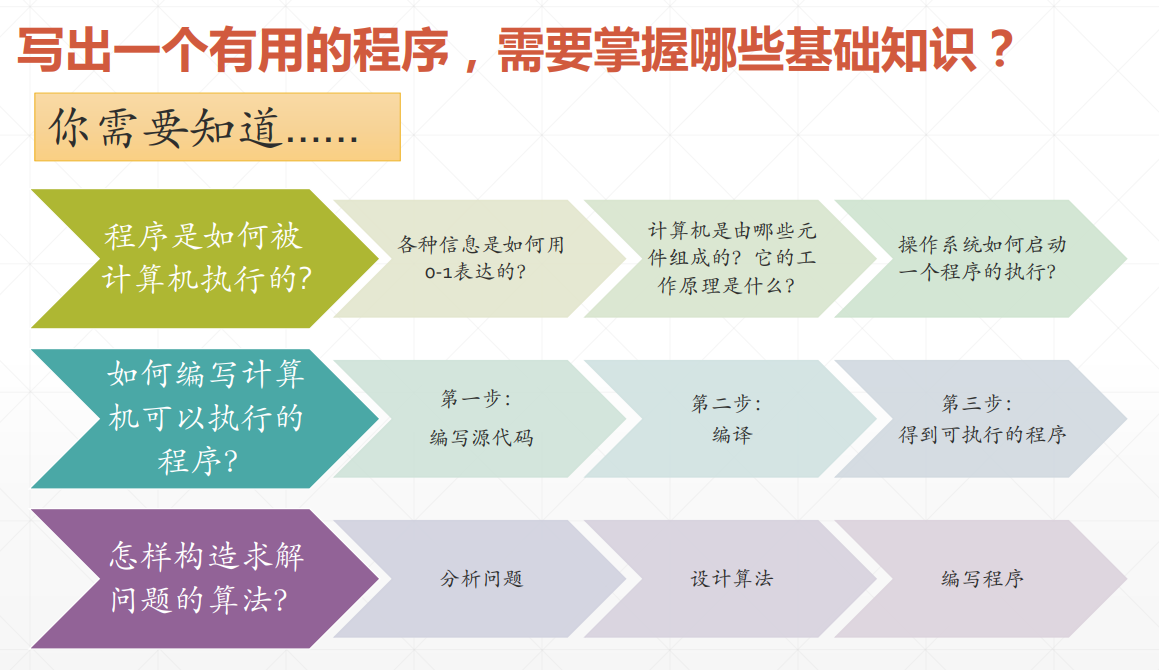 写出一个有用的程序，需要掌握哪些基础知识？
你需要知道……
程序是如何被
计算机执行的?
各种信息是如何用
0-1表达的?
计算机是由哪些元
件组成的? 它的工
作原理是什么?
操作系统如何启动
一个程序的执行?
如何编写计算
机可以执行的
程序?
第一步:
编写源代码
第二步:
编译
第三步:
得到可执行的程序
怎样构造求解
问题的算法?
分析问题
设计算法
编写程序